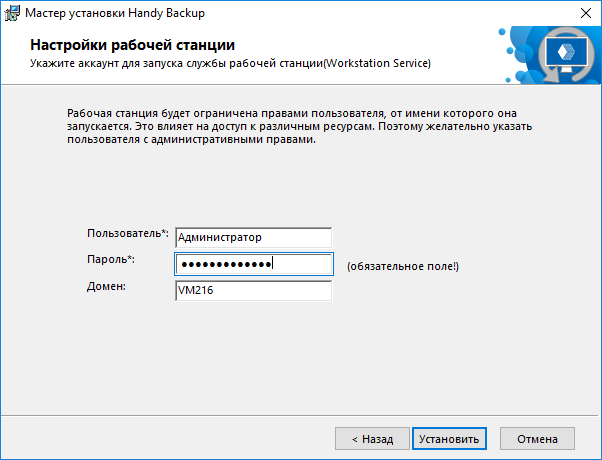 Мастер установки Handy Backup
Настройки рабочей станции
Укажите аккаунт для запуска службы рабочей станции(Workstation Service)
Рабочая станция будет ограничена правами пользователя, от имени которого она
запускается. Это влияет на доступ к различным ресурсам. Поэтому желательно указать
пользователя с административными правами.
Пользователь*: Администратор
Пароль*: ●●●●●●●●●●●●● (обязательное поле!)
Домен: VM216
< Назад Установить Отмена